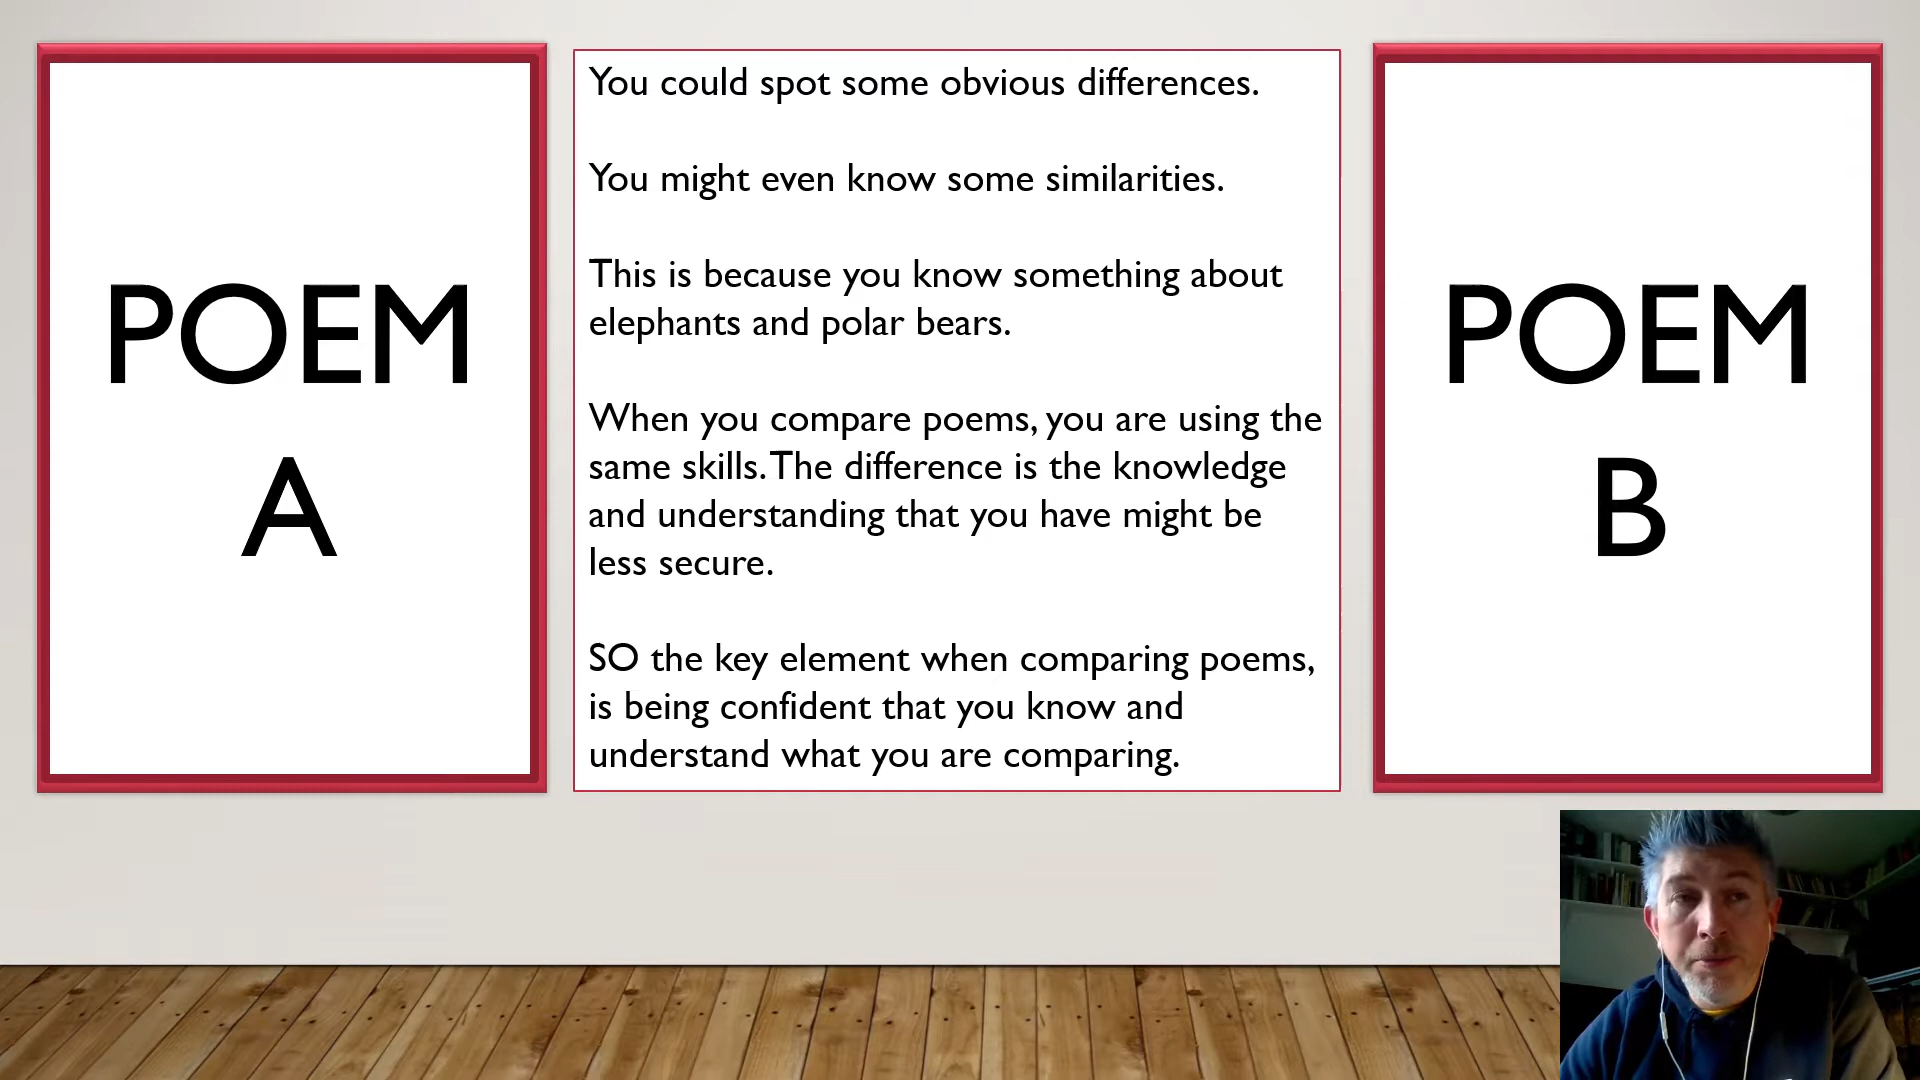 POEM
A
You could spot some obvious differences.
You might even know some similarities.
This is because you know something about
elephants and polar bears.
When you compare poems, you are using the
same skills. The difference is the knowledge
and understanding that you have might be
less secure.
SO the key element when comparing poems,
is being confident that you know and
understand what you are comparing.
POEM
B